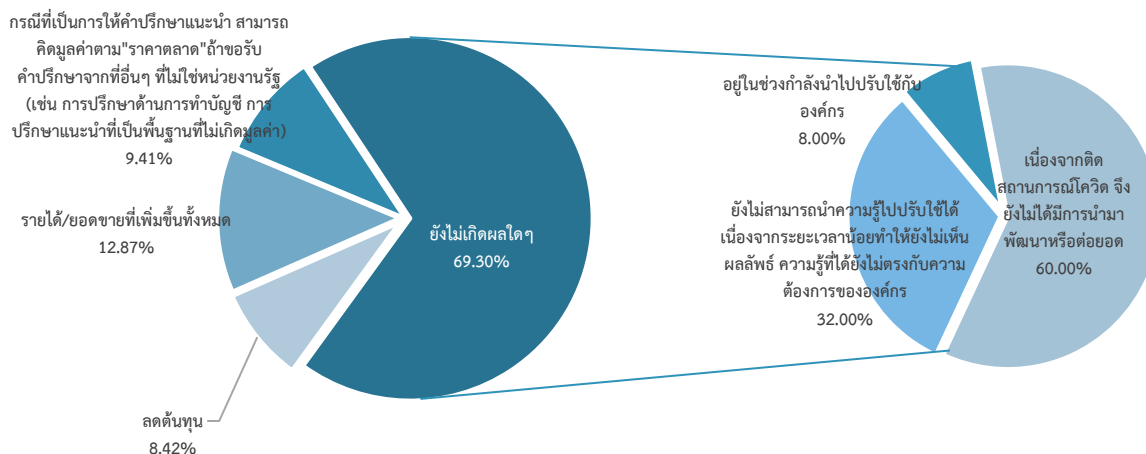 กรณีที่เป็นการให้คำปรึกษาแนะนำ สามารถ
คิดมูลค่าตาม"ราคาตลาด"ถ้าขอรับ
คำปรึกษาจากที่อื่นๆ ที่ไม่ใช่หน่วยงานรัฐ
(เช่น การปรึกษาด้านการทำบัญชี การ
ปรึกษาแนะนำที่เป็นพื้นฐานที่ไม่เกิดมูลค่า)
9.41%
รายได้/ยอดขายที่เพิ่มขึ้นทั้งหมด
12.87%
ลดต้นทุน
8.42%
ยังไม่เกิดผลใดๆ
69.30%
อยู่ในช่วงกำลังนำไปปรับใช้กับ
องค์กร
8.00%
ยังไม่สามารถนำความรู้ไปปรับใช้ได้
เนื่องจากระยะเวลาน้อยทำให้ยังไม่เห็น
ผลลัพธ์ ความรู้ที่ได้ยังไม่ตรงกับความ
ต้องการขององค์กร
32.00%
เนื่องจากติด
สถานการณ์โควิด จึง
ยังไม่ได้มีการนำมา
พัฒนาหรือต่อยอด
60.00%